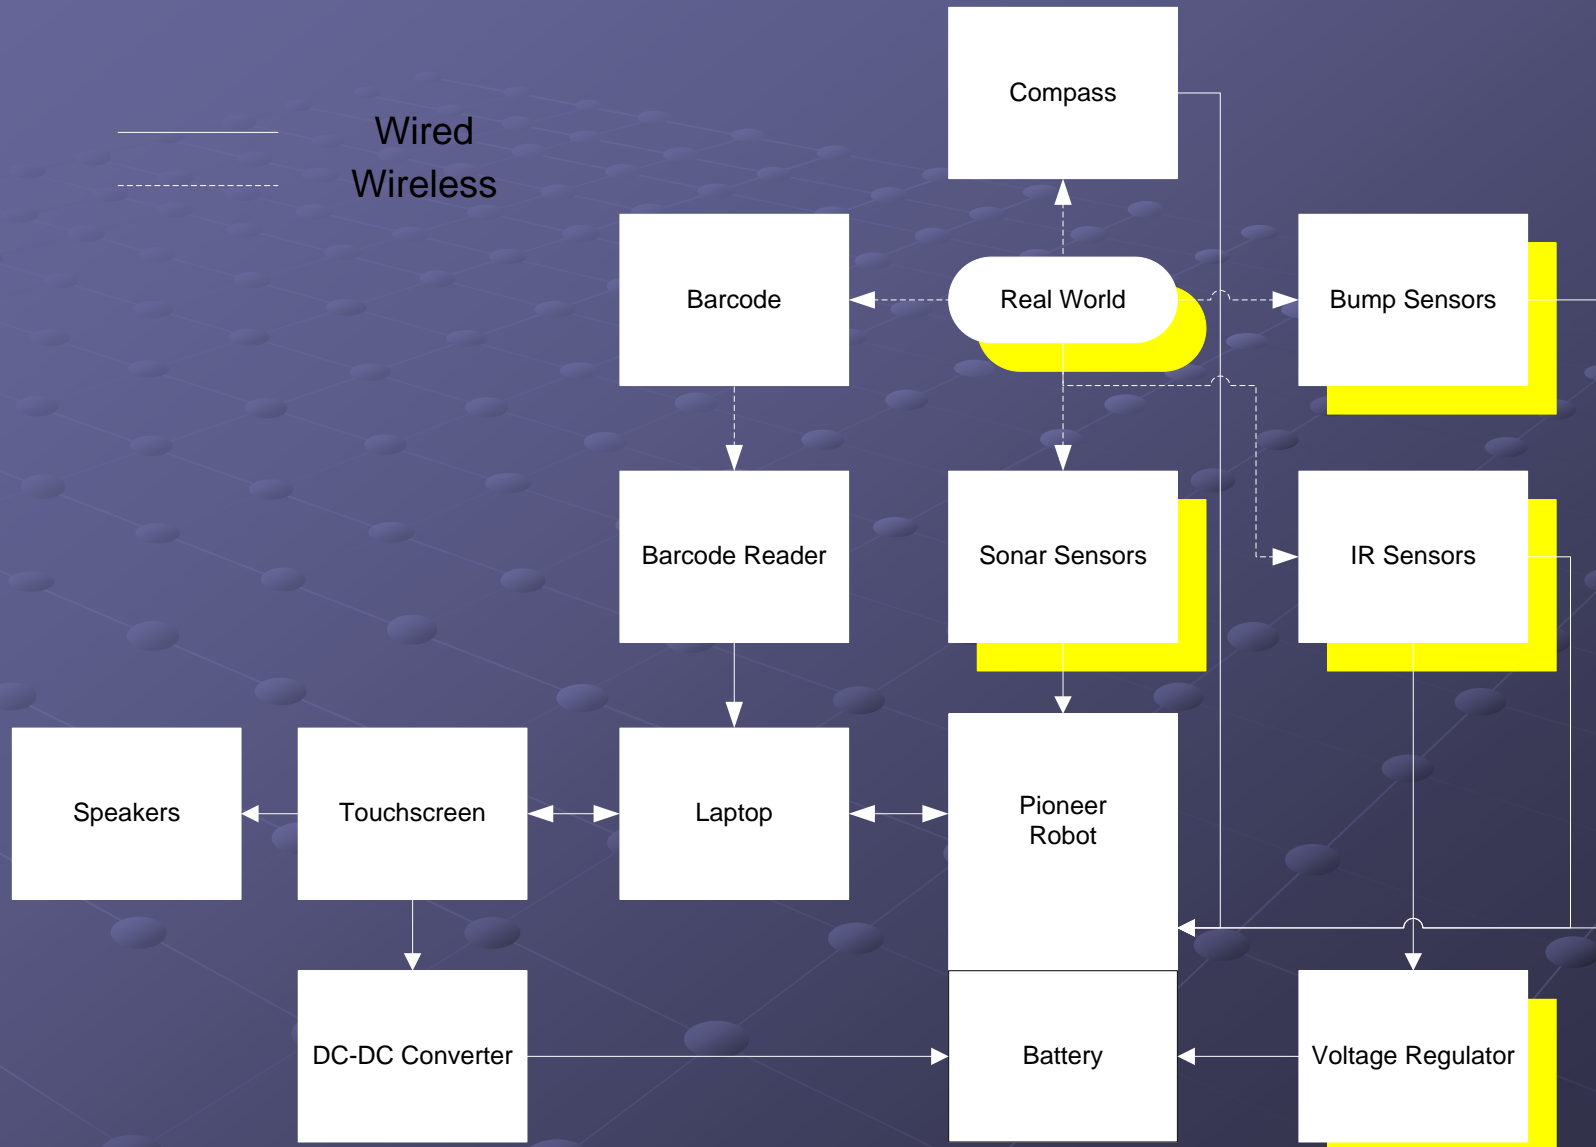 Compass
Wired
Wireless
Barcode
Real World
Bump Sensors
Barcode Reader
Sonar Sensors
IR Sensors
Speakers
Touchscreen
Laptop
Pioneer
Robot
DC-DC Converter
Battery
Voltage Regulator